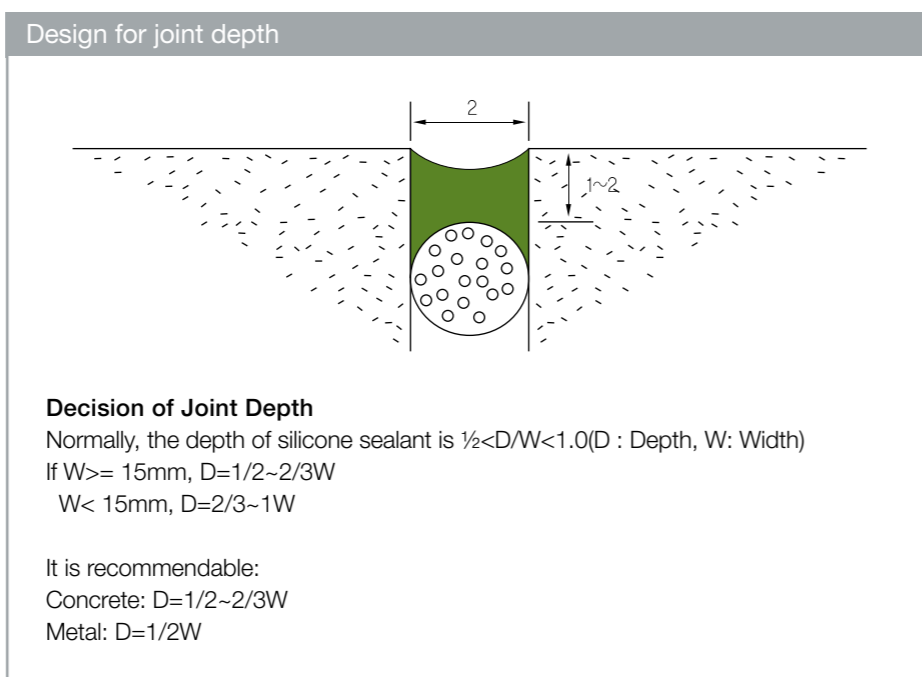 Design for joint depth
2
1~2
Decision of Joint Depth
Normally, the depth of silicone sealant is ½<D/W<1.0(D : Depth, W: Width)
If W>= 15mm, D=1/2~2/3W
W< 15mm, D=2/3~1W
It is recommendable:
Concrete: D=1/2~2/3W
Metal: D=1/2W